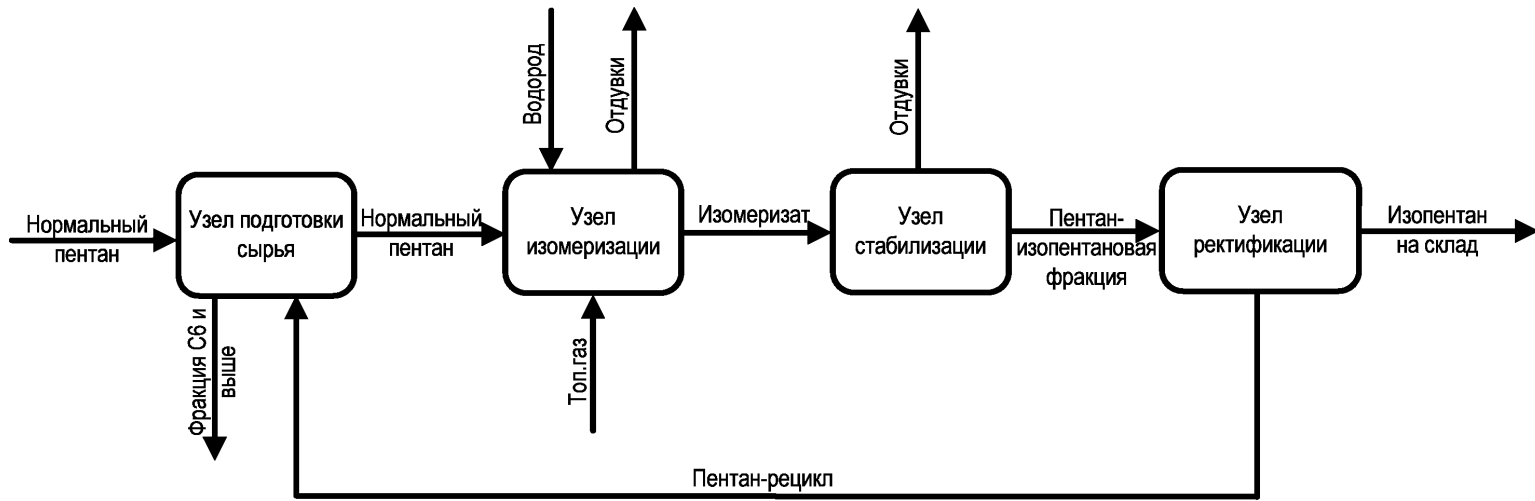 Водород
Отдувки
Отдувки
Нормальный
пентан
Узел подготовки
сырья
Нормальный
пентан
Узел
изомеризации
Изомеризат
Узел
стабилизации
Пентан-
изопентановая
фракция
Узел
ректификации
Изопентан
на склад
Фракция С6 и
выше
Топ.газ
Пентан-рецикл